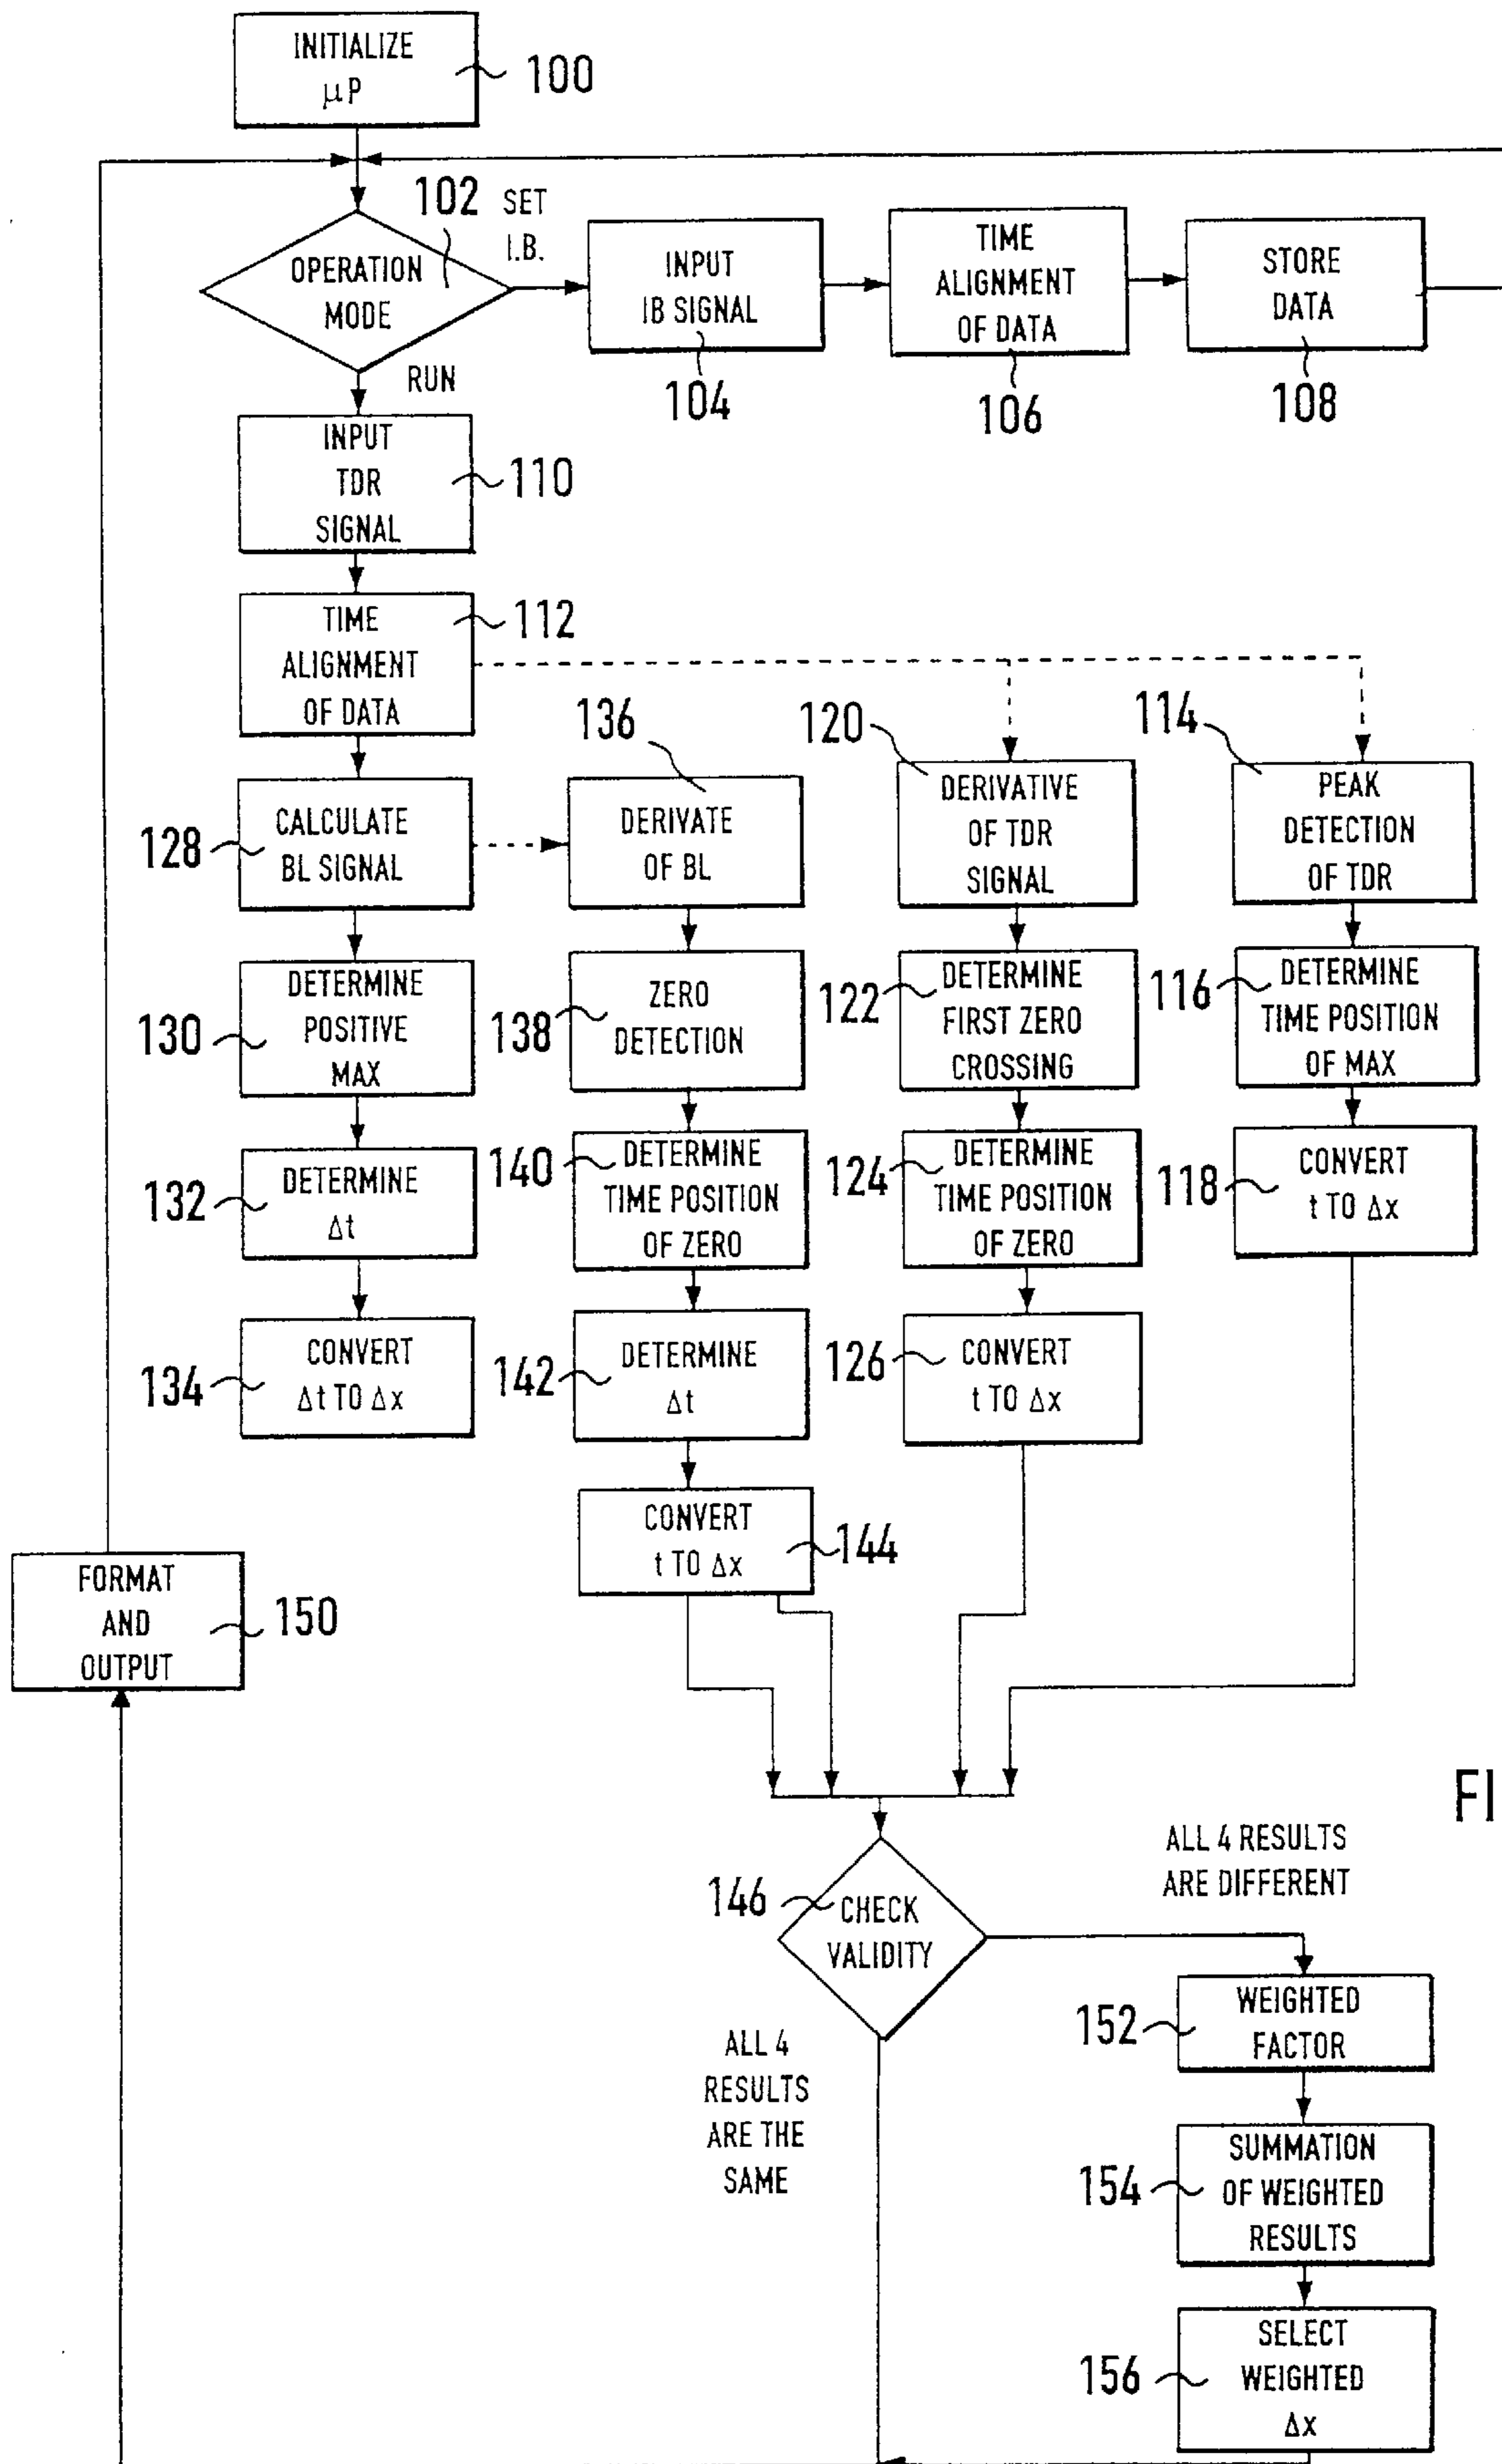 INITIALIZE
μP
100
102
SET
I.B.
OPERATION
MODE
INPUT
IB SIGNAL
104
TIME
ALIGNMENT
OF DATA
106
STORE
DATA
108
RUN
INPUT
TDR
SIGNAL
110
TIME
ALIGNMENT
OF DATA
112
136
120
114
128
CALCULATE
BL SIGNAL
DERIVATE
OF BL
DERIVATIVE
OF TDR
SIGNAL
PEAK
DETECTION
OF TDR
130
DETERMINE
POSITIVE
MAX
138
ZERO
DETECTION
122
DETERMINE
FIRST ZERO
CROSSING
116
DETERMINE
TIME POSITION
OF MAX
132
DETERMINE
Δt
140
DETERMINE
TIME POSITION
OF ZERO
124
DETERMINE
TIME POSITION
OF ZERO
118
CONVERT
t TO Δx
134
CONVERT
Δt TO Δx
142
DETERMINE
Δt
126
CONVERT
t TO Δx
CONVERT
t TO Δx
144
FORMAT
AND
OUTPUT
150
FI
ALL 4 RESULTS
ARE DIFFERENT
146
CHECK
VALIDITY
ALL 4
RESULTS
ARE THE
SAME
152
WEIGHTED
FACTOR
154
SUMMATION
OF WEIGHTED
RESULTS
156
SELECT
WEIGHTED
Δx